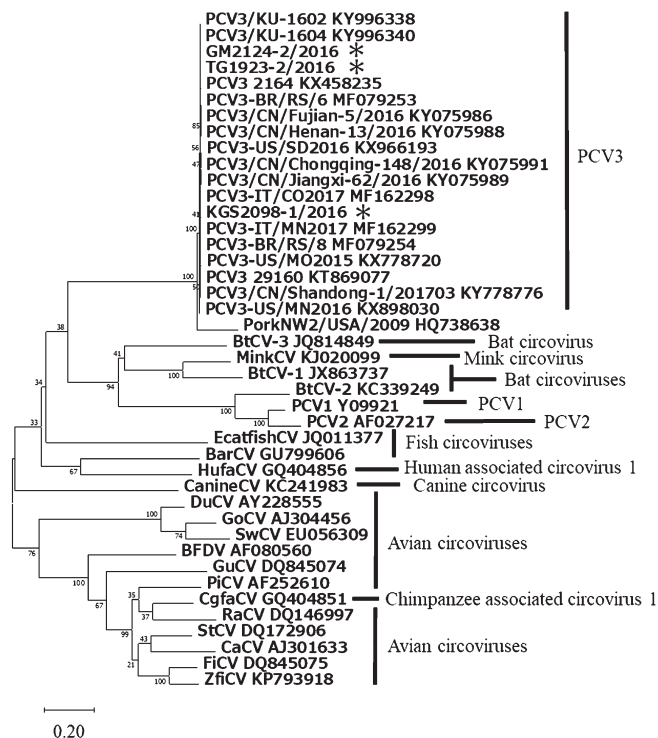 PCV3/KU-1602 KY996338
PCV3/KU-1604 KY996340
GM2124-2/2016 *
TG1923-2/2016 *
PCV3 2164 KX458235
PCV3-BR/RS/6 MF079253
PCV3/CN/Fujian-5/2016 KY075986
85
PCV3/CN/Henan-13/2016 KY075988
56
PCV3-US/SD2016 KX966193
PCV3
47
PCV3/CN/Chongqing-148/2016 KY075991
PCV3/CN/Jiangxi-62/2016 KY075989
PCV3-IT/CO2017 MF162298
41
KGS2098-1/2016 *
100
PCV3-IT/MN2017 MF162299
PCV3-BR/RS/8 MF079254
PCV3-US/MO2015 KX778720
100
PCV3 29160 KT869077
PCV3/CN/Shandong-1/201703 KY778776
PCV3-US/MN2016 KX898030
38
PorkNW2/USA/2009 HQ738638
BtCV-3 JQ814849 Bat circovirus
41
MinkCV KJ020099 Mink circovirus
100
BtCV-1 JX863737
Bat circoviruses
34
94
BtCV-2 KC339249
PCV1 Y09921 PCV1
100
PCV2 AF027217 PCV2
33
EcatfishCV JQ011377
Fish circoviruses
BarCV GU799606
67
HufaCV GQ404856 Human associated circovirus 1
CanineCV KC241983 Canine circovirus
DuCV AY228555
100
GoCV AJ304456
74
SwCV EU056309
Avian circoviruses
76
BFDV AF080560
100
GuCV DQ845074
PiCV AF252610
67
35
CgfaCV GQ404851 Chimpanzee associated circovirus 1
37
RaCV DQ146997
99
StCV DQ172906
43
CaCV AJ301633
Avian circoviruses
21
FiCV DQ845075
100
ZfiCV KP793918
0.20